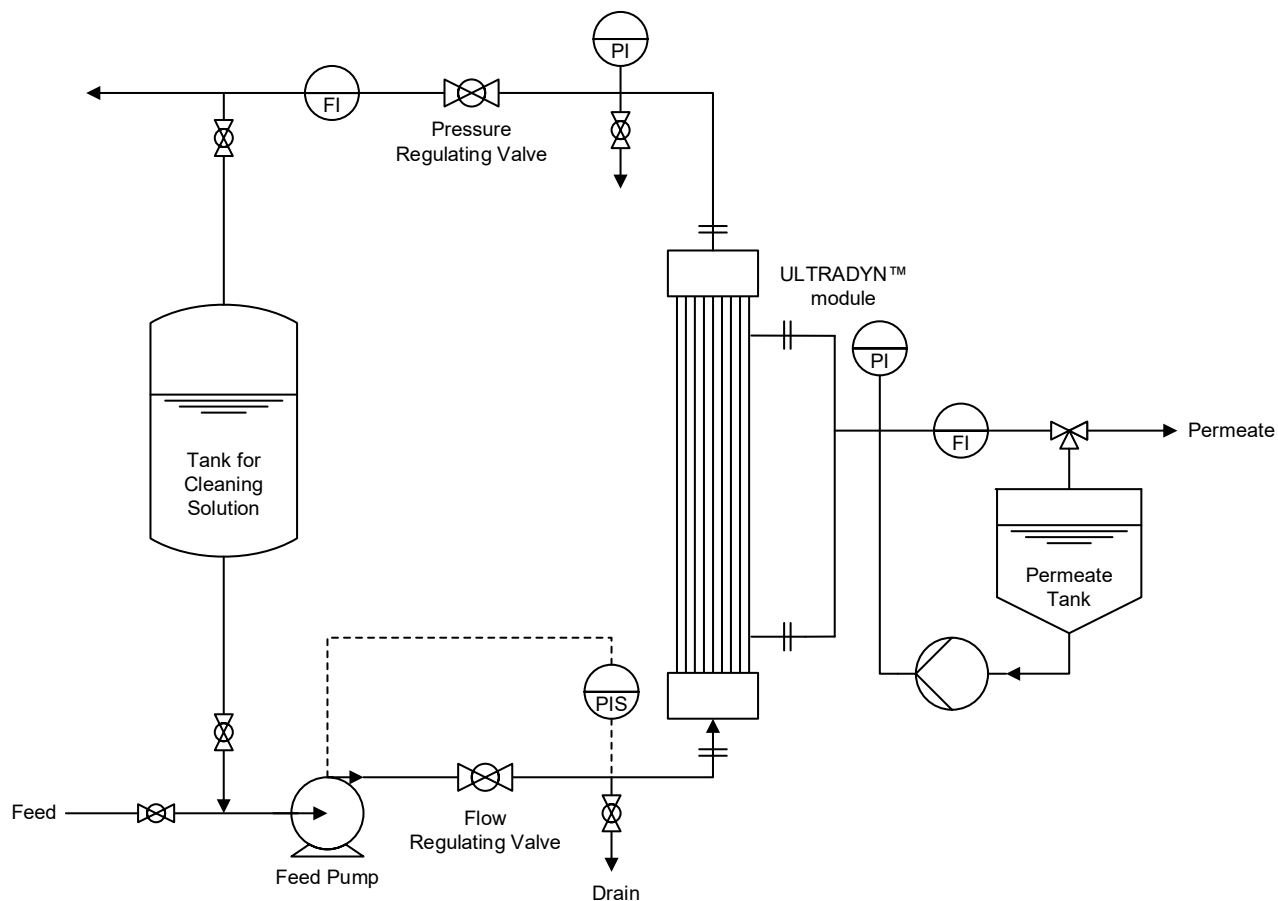 PI
FI
Pressure
Regulating Valve
ULTRADYN™
module
PI
FI
Permeate
Tank for
Cleaning
Solution
Permeate
Tank
PIS
Feed
Flow
Regulating Valve
Feed Pump
Drain